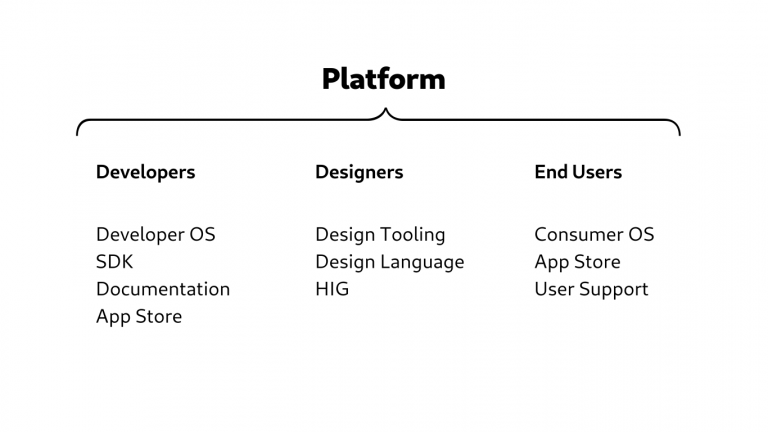 Platform
Developers
Developer OS
SDK
Documentation
App Store
Designers
Design Tooling
Design Language
HIG
End Users
Consumer OS
App Store
User Support